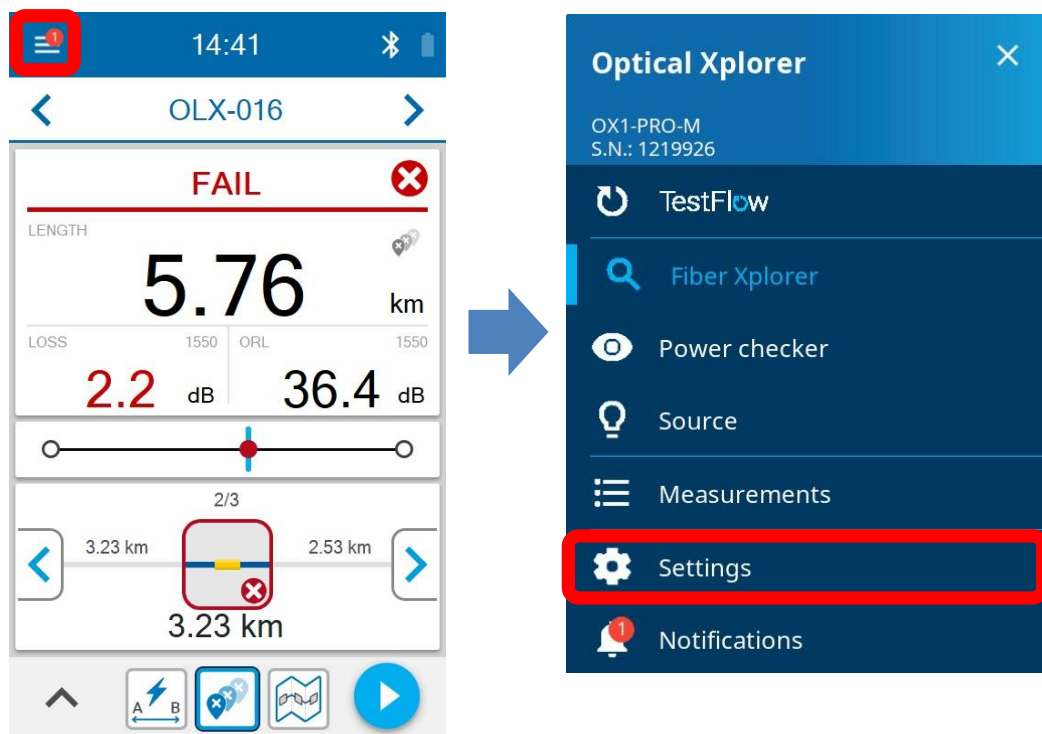 1
14:41
OLX-016
FAIL
LENGTH
5.76
km
LOSS 1550 ORL 1550
2.2 dB 36.4 dB
2/3
3.23 km 2.53 km
3.23 km
A B
Optical Xplorer
OX1-PRO-M
S.N.: 1219926
TestFlow
Fiber Xplorer
Power checker
Source
Measurements
Settings
1 Notifications